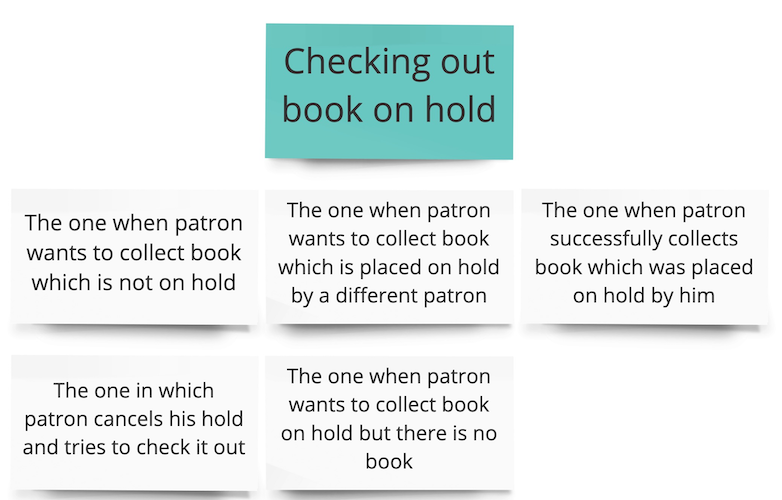 Checking out
book on hold
The one when patron
wants to collect book
which is not on hold
The one when patron
wants to collect book
which is placed on hold
by a different patron
The one when patron
successfully collects
book which was placed
on hold by him
The one in which
patron cancels his hold
and tries to check it out
The one when patron
wants to collect book
on hold but there is no
book